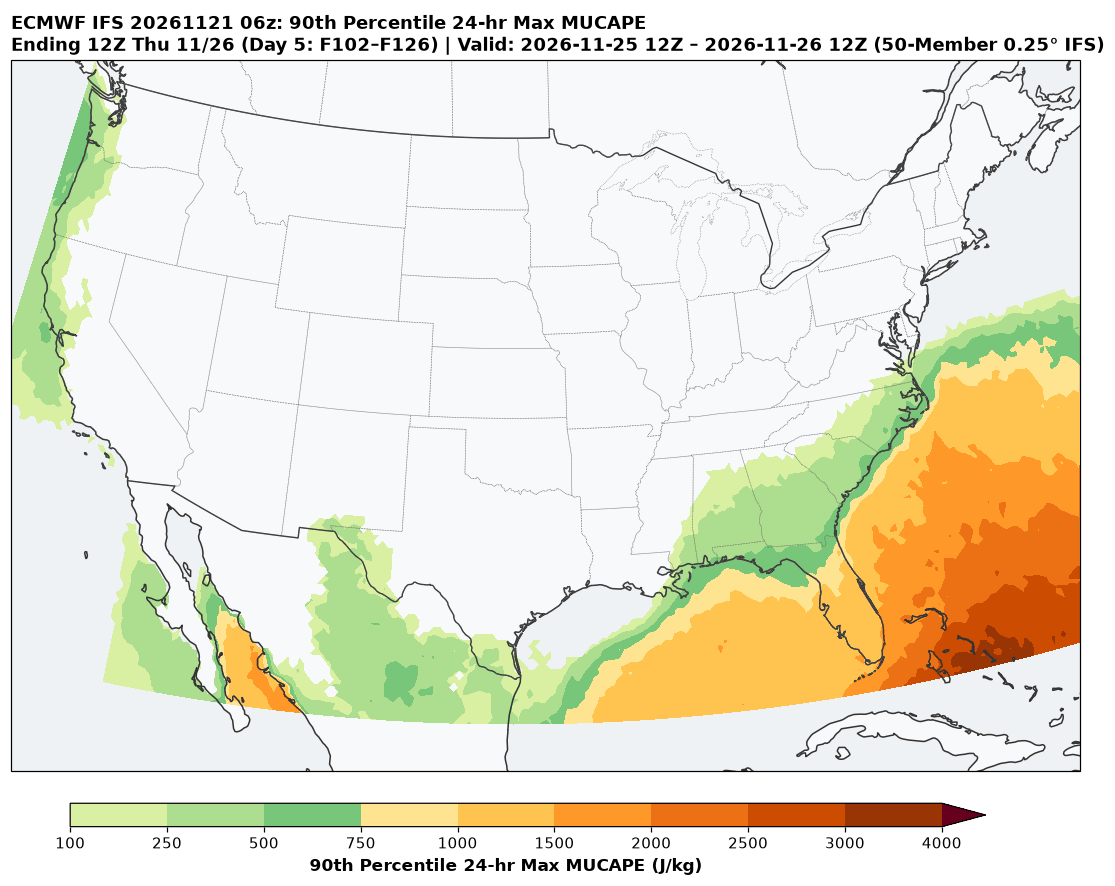 ECMWF IFS 20261121 06z: 90th Percentile 24-hr Max MUCAPE
Ending 12Z Thu 11/26 (Day 5: F102–F126) | Valid: 2026-11-25 12Z – 2026-11-26 12Z (50-Member 0.25° IFS)
100 250 500 750 1000 1500 2000 2500 3000 4000
90th Percentile 24-hr Max MUCAPE (J/kg)